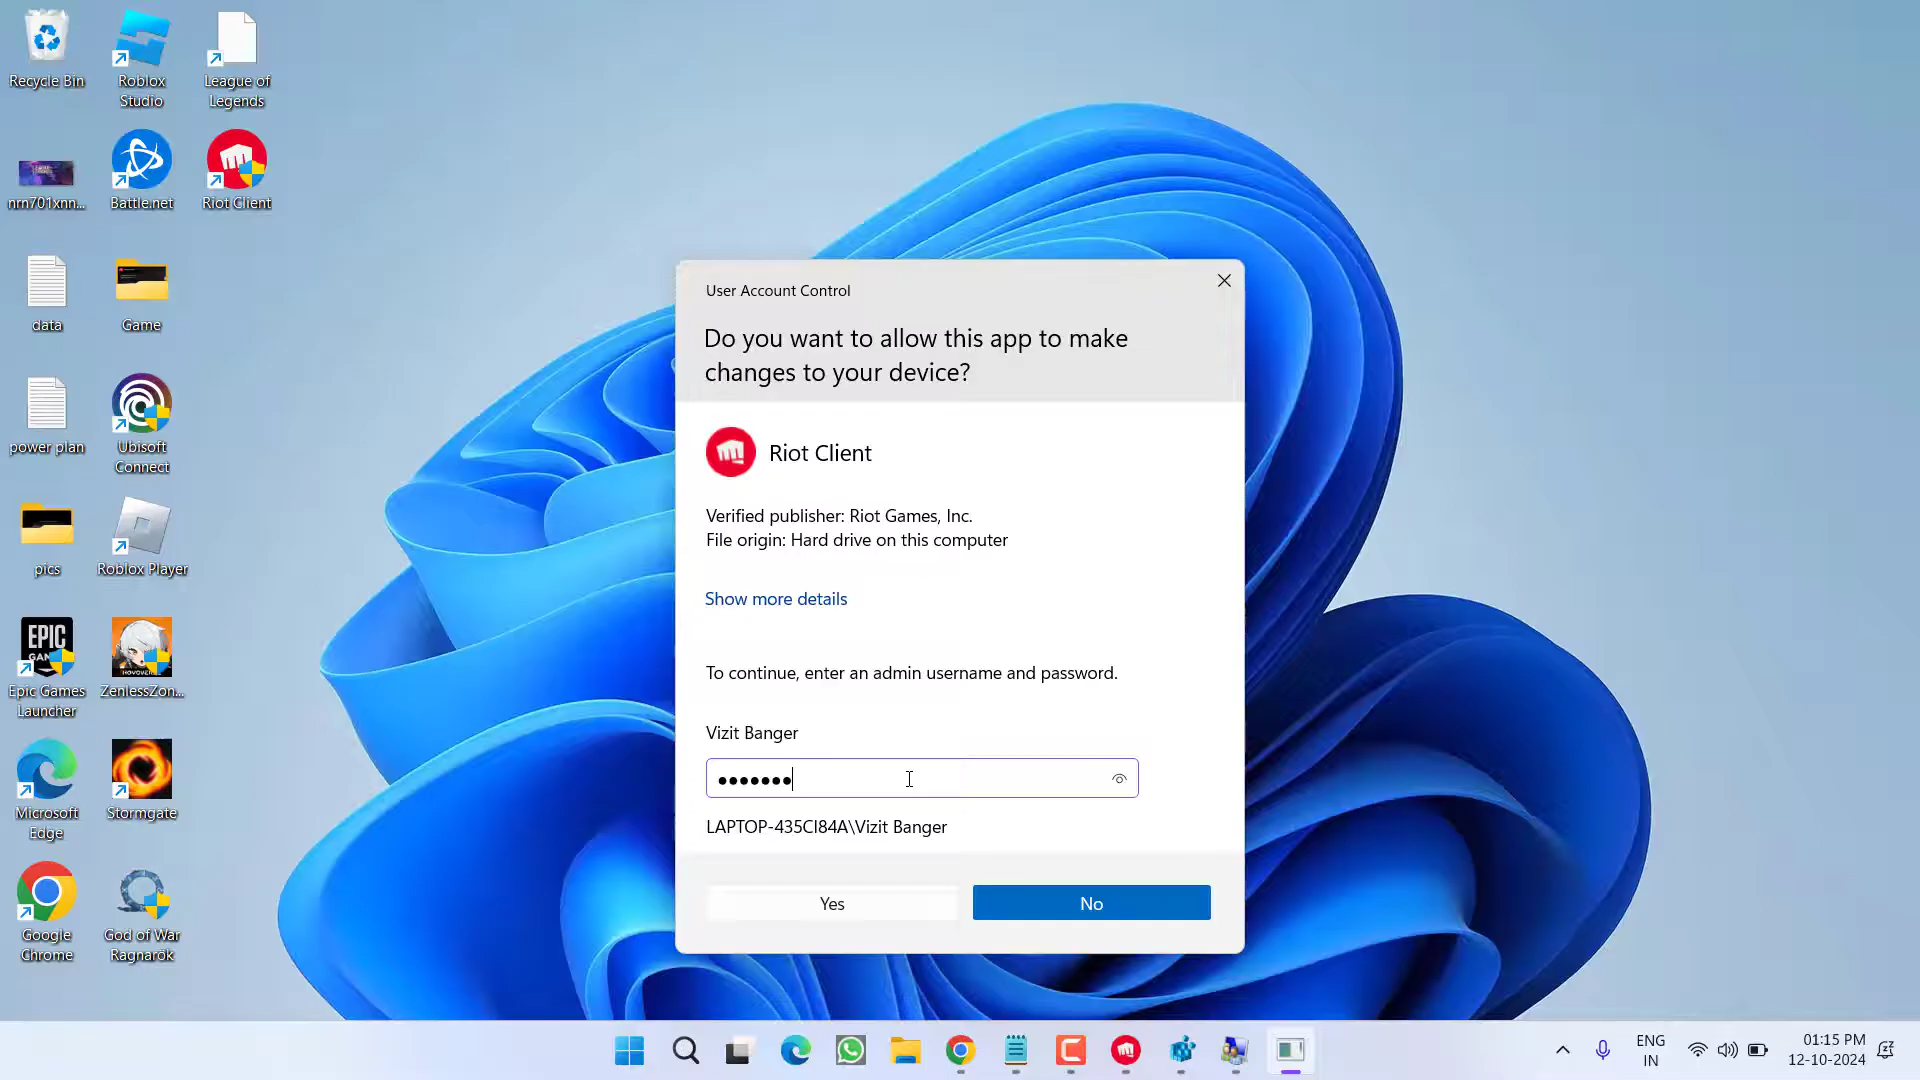 Recycle Bin
Roblox
Studio
League of
Legends
nrn701xnn...
Battle.net
Riot Client
data
Game
power plan
Ubisoft
Connect
pics
Roblox Player
EPIC
Epic Games
Launcher
ZenlessZon...
Microsoft
Edge
Stormgate
Google
Chrome
God of War
Ragnarök
User Account Control
Do you want to allow this app to make
changes to your device?
Riot Client
Verified publisher: Riot Games, Inc.
File origin: Hard drive on this computer
Show more details
To continue, enter an admin username and password.
Vizit Banger
●●●●●●●
LAPTOP-435CI84A\Vizit Banger
Yes
No
ENG
IN
01:15 PM
12-10-2024